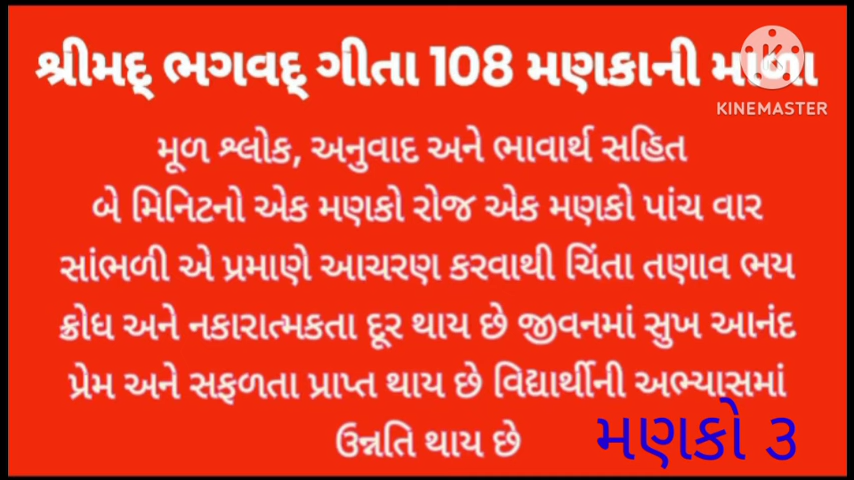 શ્રીમદ્ ભગવદ્ ગીતા 108 મણકાની માળા
KINEMASTER
મૂળ શ્લોક, અનુવાદ અને ભાવાર્થ સહિત
બે મિનિટનો એક મણકો રોજ એક મણકો પાંચ વાર
સાંભળી એ પ્રમાણે આચરણ કરવાથી ચિંતા તણાવ ભય
ક્રોધ અને નકારાત્મકતા દૂર થાય છે જીવનમાં સુખ આનંદ
પ્રેમ અને સફળતા પ્રાપ્ત થાય છે વિદ્યાર્થીની અભ્યાસમાં
ઉન્નતિ થાય છે
મણકો ૩